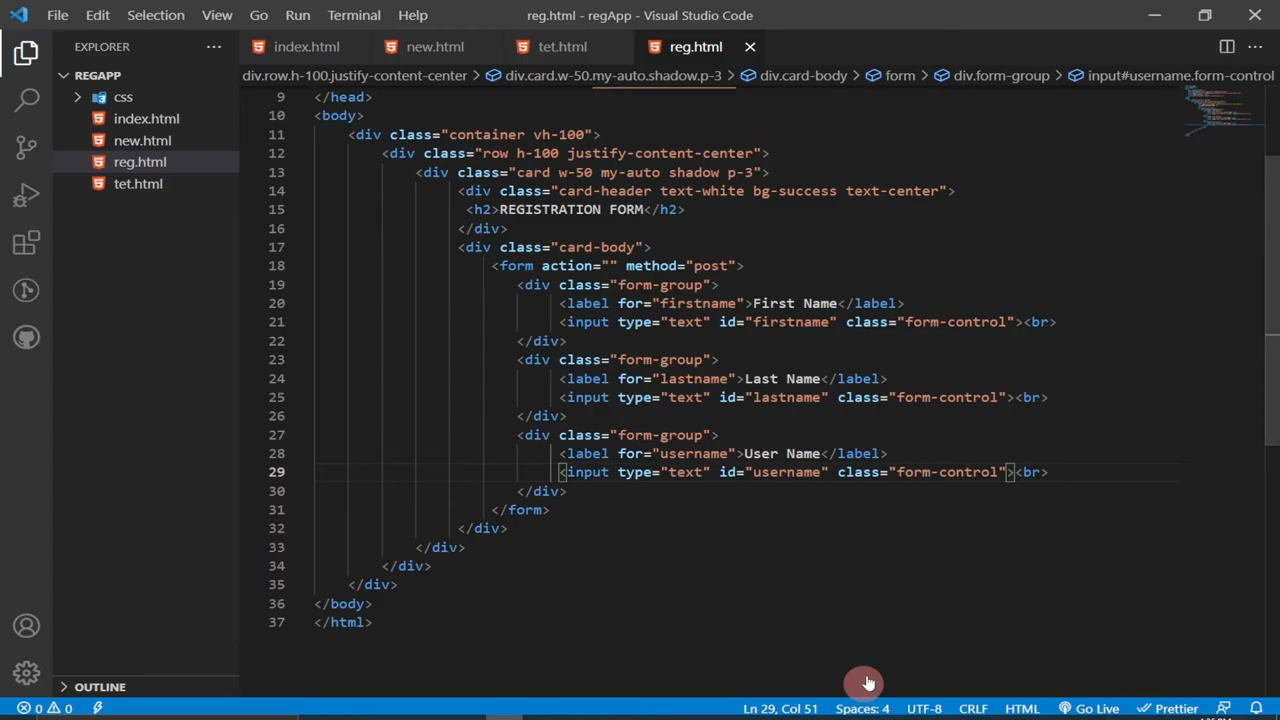 File Edit Selection View Go Run Terminal Help
reg.html - regApp - Visual Studio Code
EXPLORER
index.html
new.html
tet.html
reg.html
REGAPP
div.row.h-100.justify-content-center > div.card.w-50.my-auto.shadow.p-3 > div.card-body > form > div.form-group > input#username.form-control
css
index.html
new.html
reg.html
tet.html
9 </head>
10 <body>
11 <div class="container vh-100">
12 <div class="row h-100 justify-content-center">
13 <div class="card w-50 my-auto shadow p-3">
14 <div class="card-header text-white bg-success text-center">
15 <h2>REGISTRATION FORM</h2>
16 </div>
17 <div class="card-body">
18 <form action="" method="post">
19 <div class="form-group">
20 <label for="firstname">First Name</label>
21 <input type="text" id="firstname" class="form-control"><br>
22 </div>
23 <div class="form-group">
24 <label for="lastname">Last Name</label>
25 <input type="text" id="lastname" class="form-control"><br>
26 </div>
27 <div class="form-group">
28 <label for="username">User Name</label>
29 <input type="text" id="username" class="form-control"><br>
30 </div>
31 </form>
32 </div>
33 </div>
34 </div>
35 </div>
36 </body>
37 </html>
OUTLINE
0 0
Ln 29, Col 51
Spaces: 4
UTF-8
CRLF
HTML
Go Live
Prettier